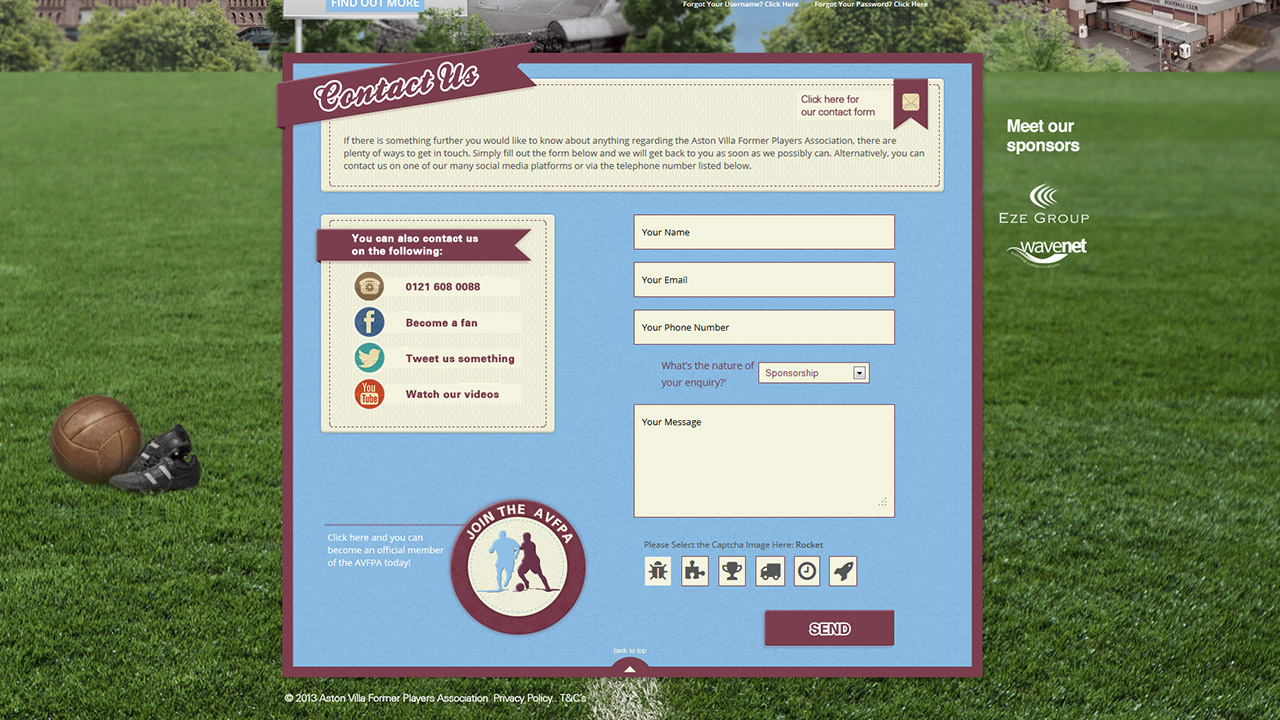 FIND OUT MORE
Forgot Your Username? Click Here
Forgot Your Password? Click Here
FOOTBALL CLUB
Contact Us
Click here for
our contact form
If there is something further you would like to know about anything regarding the Aston Villa Former Players Association, there are
plenty of ways to get in touch. Simply fill out the form below and we will get back to you as soon as we possibly can. Alternatively, you can
contact us on one of our many social media platforms or via the telephone number listed below.
Meet our
sponsors
EZE GROUP
wavenet
You can also contact us
on the following:
0121 608 0088
Become a fan
Tweet us something
You
Tube
Watch our videos
Your Name
Your Email
Your Phone Number
What's the nature of
your enquiry?'
Sponsorship
Your Message
Click here and you can
become an official member
of the AVFPA today!
JOIN THE AVFPA
Please Select the Captcha Image Here: Rocket
SEND
back to top
© 2013 Aston Villa Former Players Association. Privacy Policy.. T&C's